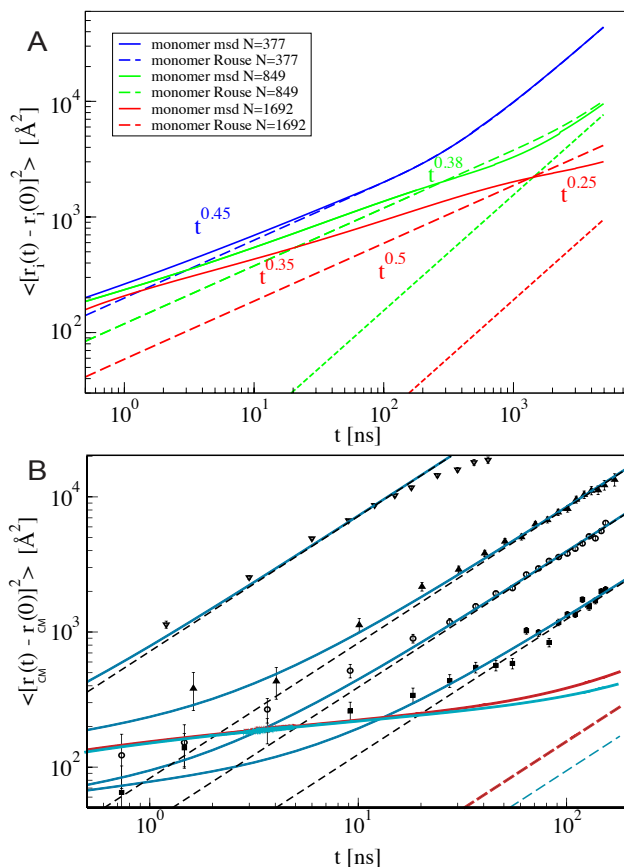 A
monomer msd N=377
monomer Rouse N=377
monomer msd N=849
monomer Rouse N=849
monomer msd N=1692
monomer Rouse N=1692
<[r_i(t) - r_i(0)]^2> [Å^2]
10^4
10^3
10^2
t^0.45
t^0.38
t^0.25
t^0.35
t^0.5
10^0 10^1 10^2 10^3
t [ns]
B
<[r_CM(t) - r_CM(0)]^2> [Å^2]
10^4
10^3
10^2
10^0 10^1 10^2
t [ns]